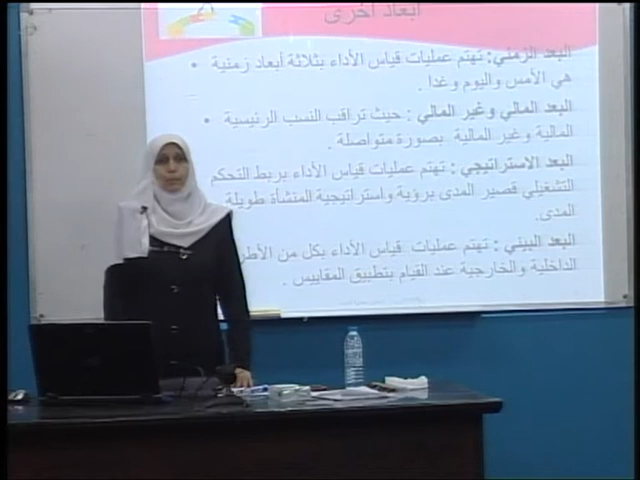 أبعاد أخرى
• البعد الزمني: تهتم عمليات قياس الأداء بثلاثة أبعاد زمنية
هي الأمس واليوم وغدا .
• البعد المالي وغير المالي : حيث تراقب النسب الرئيسية
المالية وغير المالية بصورة متواصلة .
البعد الاستراتيجي : تهتم عمليات قياس الأداء بربط التحكم
التشغيلي قصير المدى برؤية واستراتيجية المنشأة طويلة
المدى.
البعد البيئي : تهتم عمليات قياس الأداء بكل من
الداخلية والخارجية عند القيام بتطبيق المقاييس .